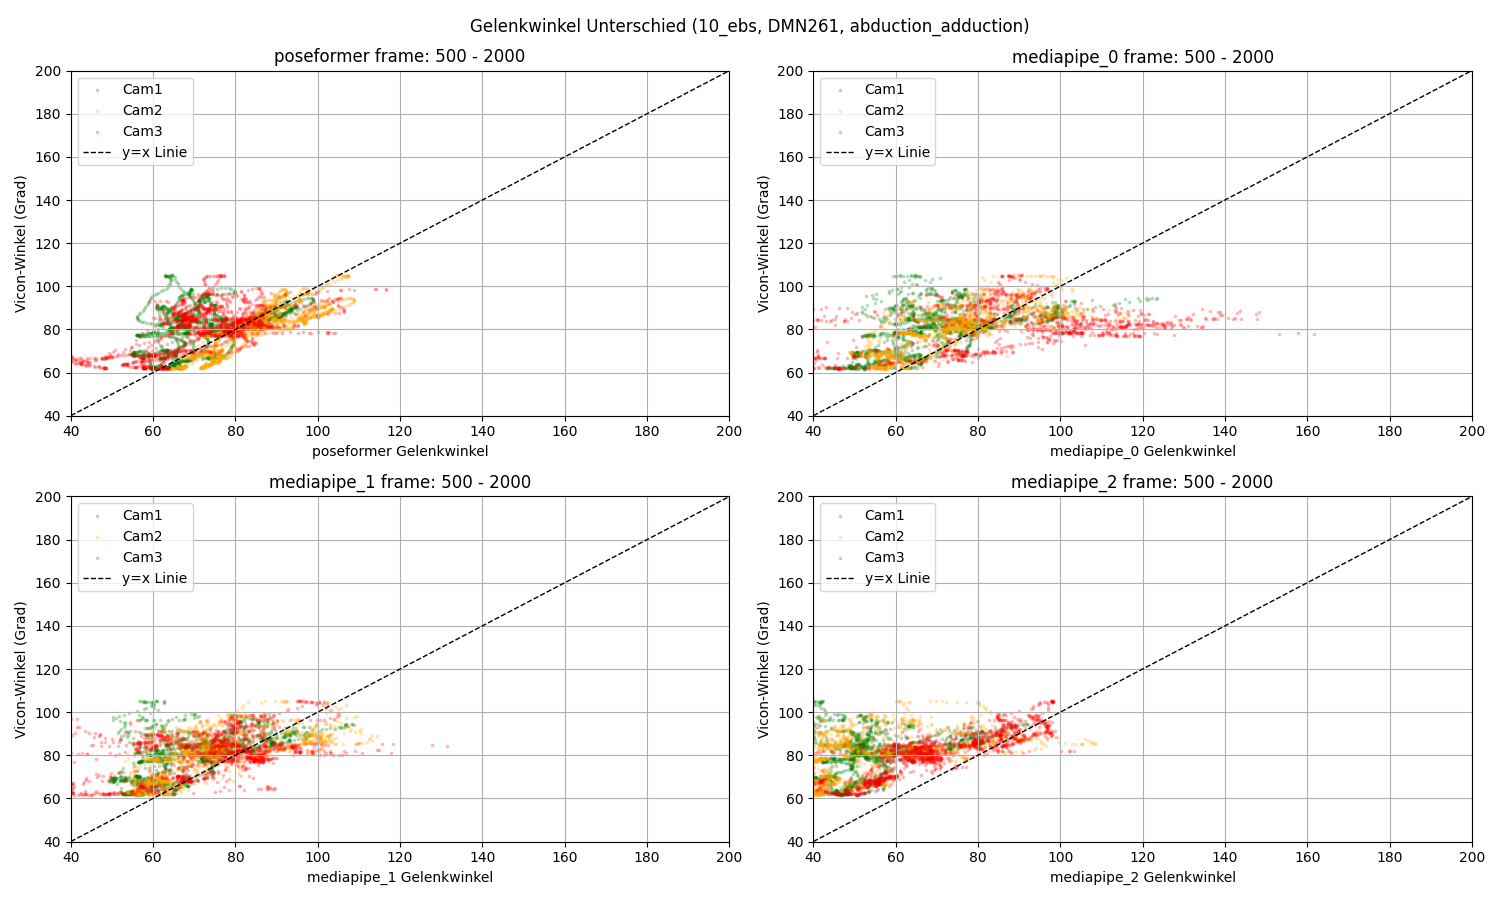 Gelenkwinkel Unterschied (10_ebs, DMN261, abduction_adduction)
poseformer frame: 500 - 2000
200
180
160
140
120
100
80
60
40
Vicon-Winkel (Grad)
Cam1
Cam2
Cam3
y=x Linie
40 60 80 100 120 140 160 180 200
poseformer Gelenkwinkel
mediapipe_0 frame: 500 - 2000
200
180
160
140
120
100
80
60
40
Vicon-Winkel (Grad)
Cam1
Cam2
Cam3
y=x Linie
40 60 80 100 120 140 160 180 200
mediapipe_0 Gelenkwinkel
mediapipe_1 frame: 500 - 2000
200
180
160
140
120
100
80
60
40
Vicon-Winkel (Grad)
Cam1
Cam2
Cam3
y=x Linie
40 60 80 100 120 140 160 180 200
mediapipe_1 Gelenkwinkel
mediapipe_2 frame: 500 - 2000
200
180
160
140
120
100
80
60
40
Vicon-Winkel (Grad)
Cam1
Cam2
Cam3
y=x Linie
40 60 80 100 120 140 160 180 200
mediapipe_2 Gelenkwinkel